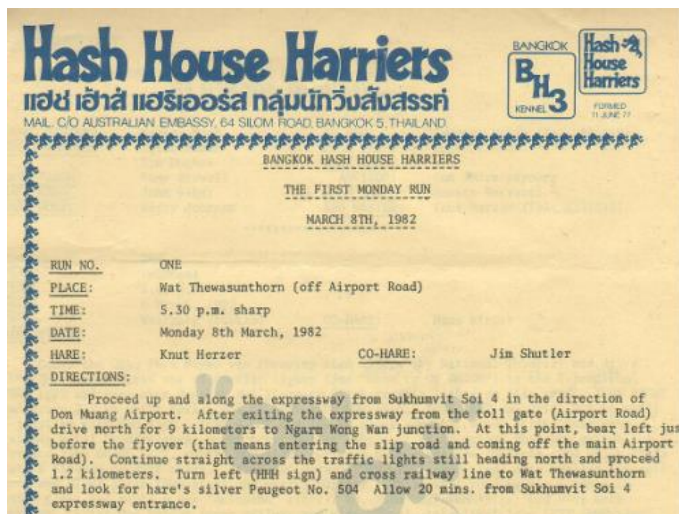 Hash House Harriers
แฮช เฮ้าส์ แฮริเออร์ส กลุ่มนักวิ่งสังสรรค์
MAIL. C/O AUSTRALIAN EMBASSY, 64 SILOM ROAD, BANGKOK 5, THAILAND
BANGKOK
BH3
KENNEL
Hash
House
Harriers
FORMED
11 JUNE 77
BANGKOK HASH HOUSE HARRIERS
THE FIRST MONDAY RUN
MARCH 8TH, 1982
RUN NO. ONE
PLACE: Wat Thewasunthorn (off Airport Road)
TIME: 5.30 p.m. sharp
DATE: Monday 8th March, 1982
HARE: Knut Herzer CO-HARE: Jim Shutler
DIRECTIONS:
Proceed up and along the expressway from Sukhumvit Soi 4 in the direction of
Don Muang Airport. After exiting the expressway from the toll gate (Airport Road)
drive north for 9 kilometers to Ngarm Wong Wan junction. At this point, bear left jus
before the flyover (that means entering the slip road and coming off the main Airport
Road). Continue straight across the traffic lights still heading north and proceed
1.2 kilometers. Turn left (HHH sign) and cross railway line to Wat Thewasunthorn
and look for hare's silver Peugeot No. 504 Allow 20 mins. from Sukhumvit Soi 4
expressway entrance.